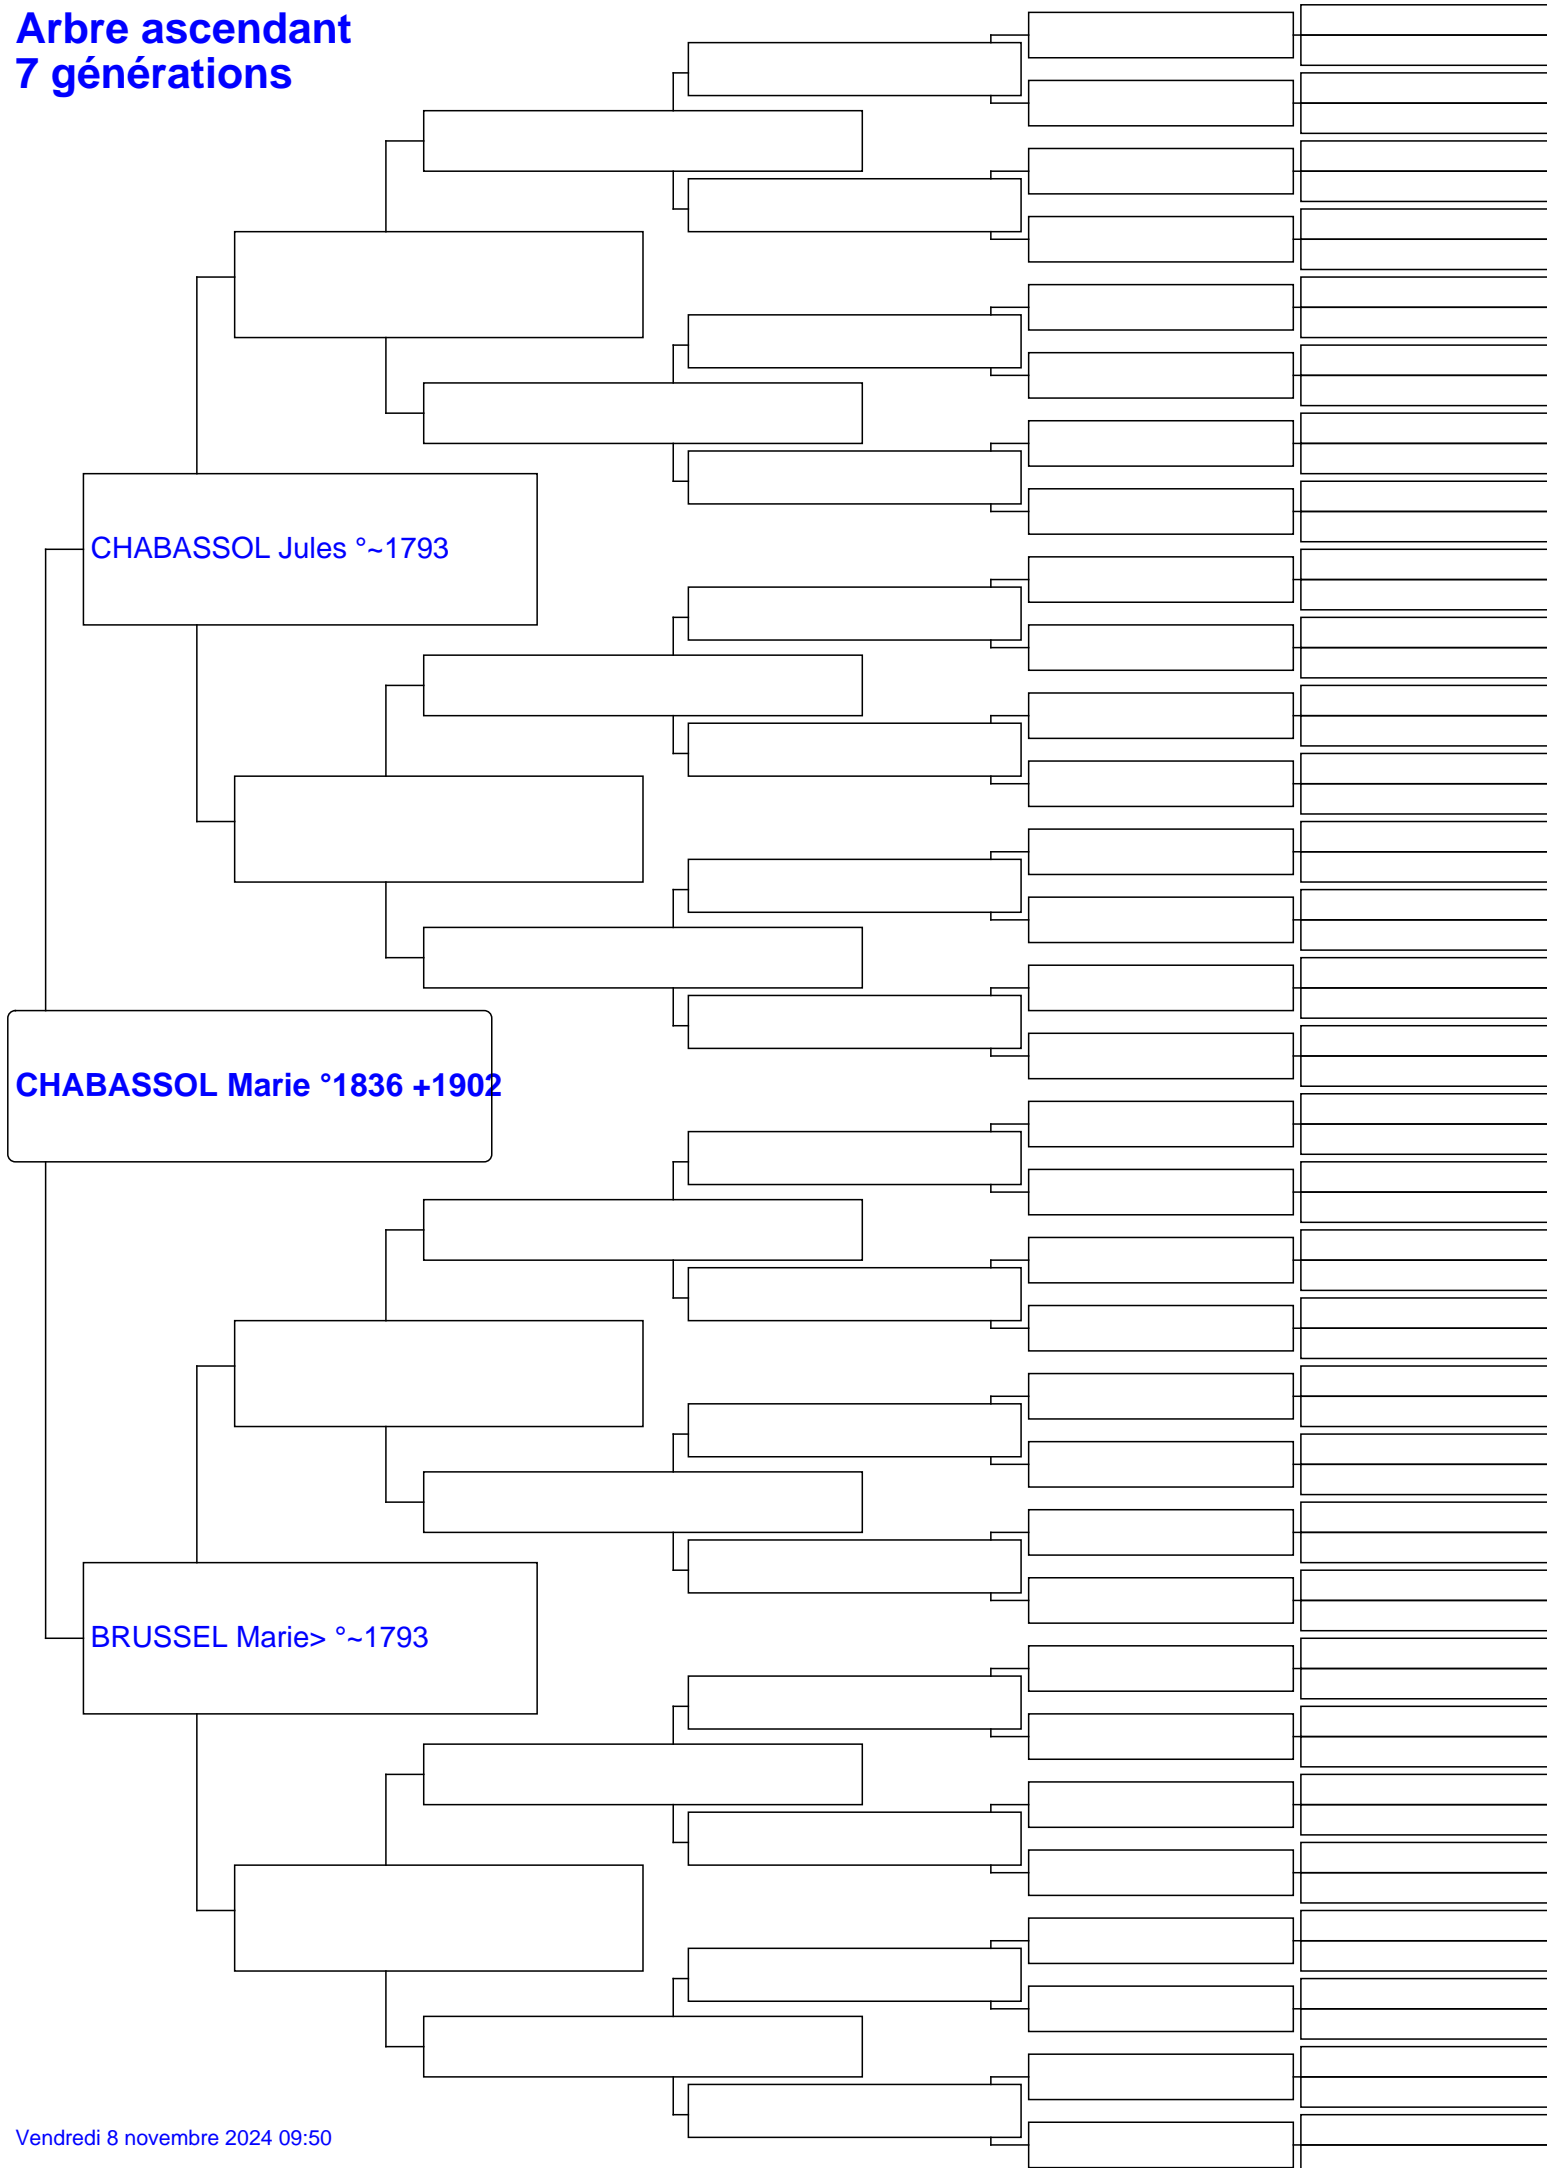 Arbre ascendant
7 générations
CHABASSOL Jules °~1793
CHABASSOL Marie °1836 +1902
BRUSSEL Marie> °~1793
Vendredi 8 novembre 2024 09:50